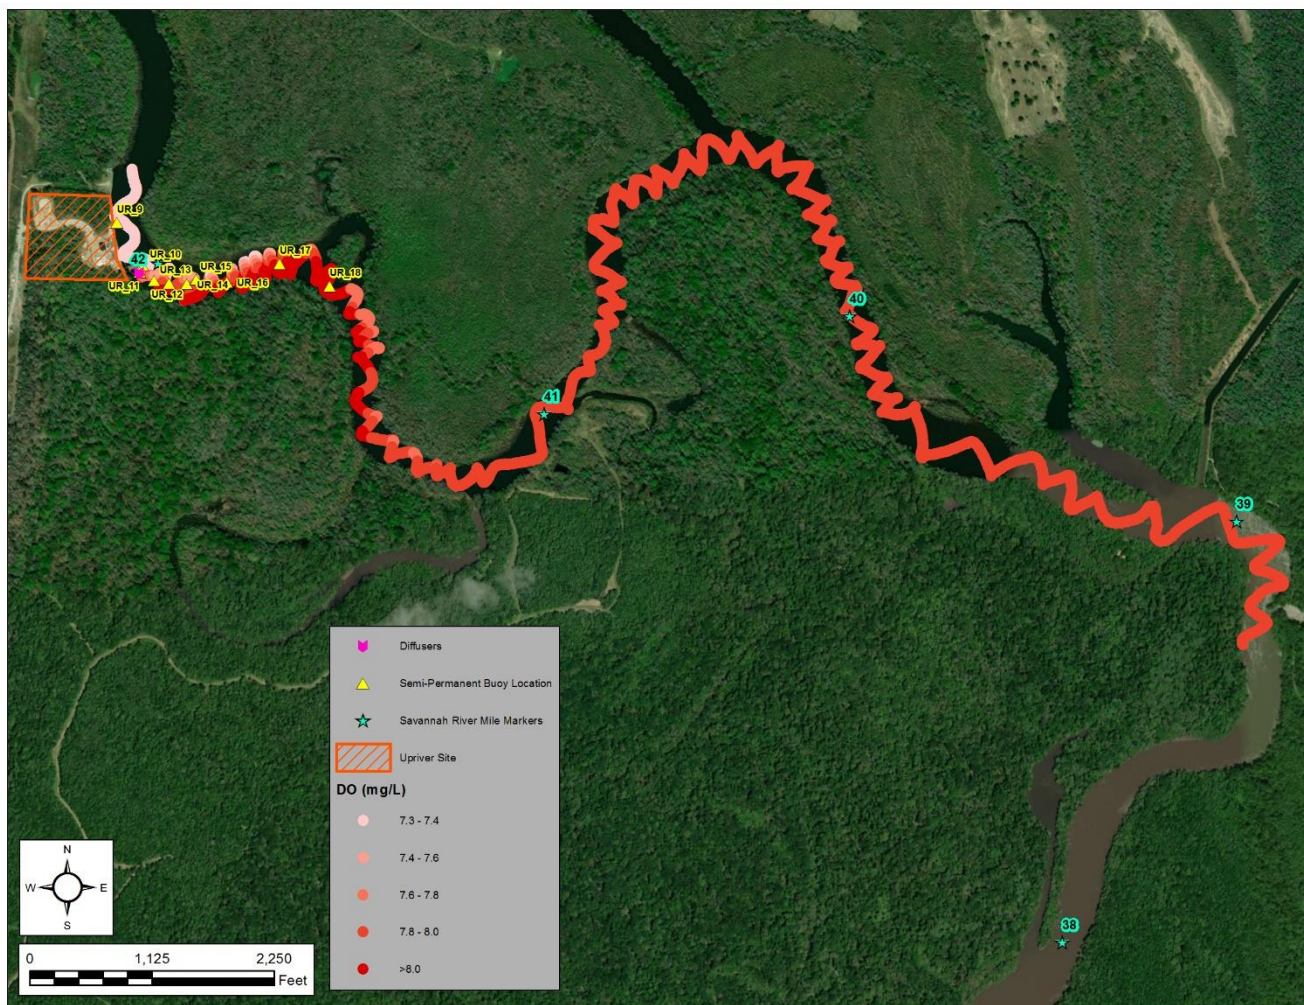 UR_9
42
UR_10
UR_17
UR_13
UR_15
UR_18
UR_11
UR_14
UR_16
UR_12
40
41
39
Diffusers
Semi-Permanent Buoy Location
Savannah River Mile Markers
Upriver Site
DO (mg/L)
7.3 - 7.4
7.4 - 7.6
7.6 - 7.8
7.8 - 8.0
>8.0
N
W E
S
38
0 1,125 2,250
Feet